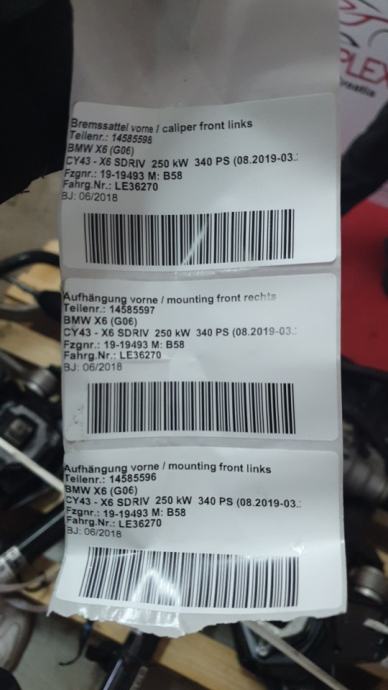 PLEX
Bremssattel vorne / caliper front links
Teilenr.: 14585598
BMW X6 (G06)
CY43 - X6 SDRIV 250 kW 340 PS (08.2019-03.:
Fzgnr.: 19-19493 M: B58
Fahrg.Nr.: LE36270
BJ: 06/2018
Aufhängung vorne / mounting front rechts
Teilenr.: 14585597
BMW X6 (G06)
CY43 - X6 SDRIV 250 kW 340 PS (08.2019-03.:
Fzgnr.: 19-19493 M: B58
Fahrg.Nr.: LE36270
BJ: 06/2018
Aufhängung vorne / mounting front links
Teilenr.: 14585596
BMW X6 (G06)
CY43 - X6 SDRIV 250 kW 340 PS (08.2019-03.:
Fzgnr.: 19-19493 M: B58
Fahrg.Nr.: LE36270
BJ: 06/2018